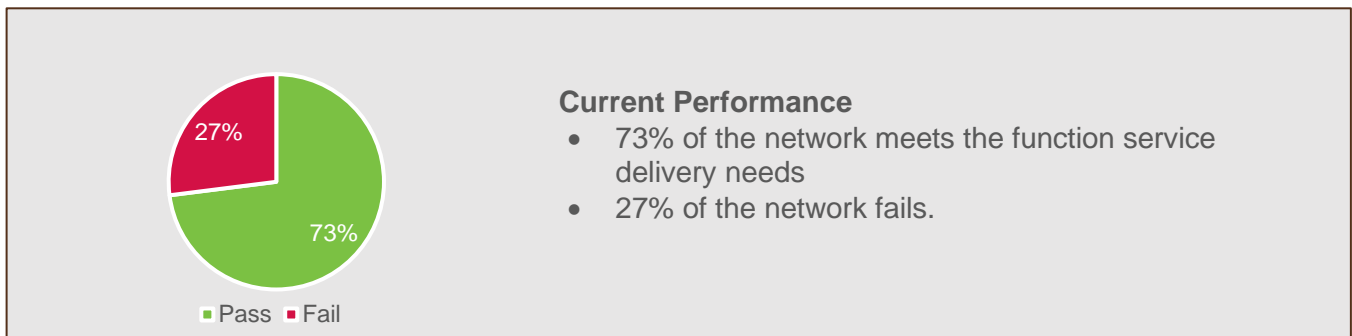 27%
73%
Pass Fail
Current Performance
• 73% of the network meets the function service
delivery needs
• 27% of the network fails.